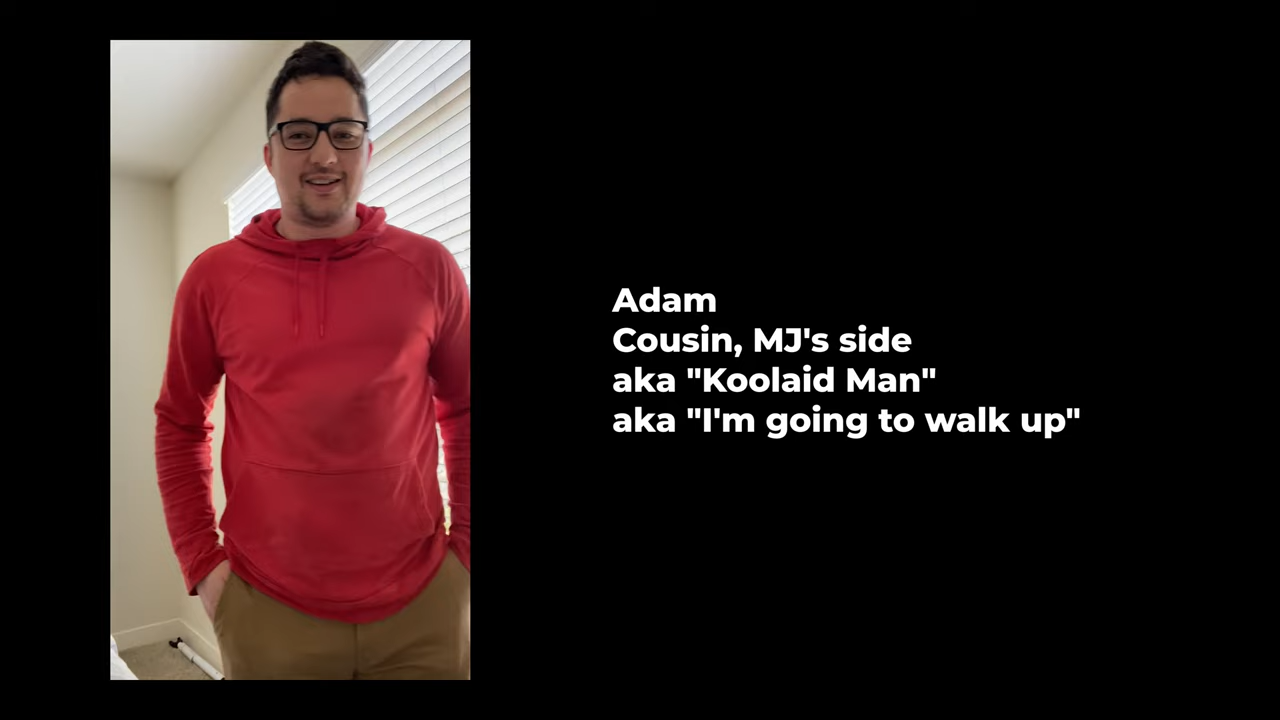 Adam
Cousin, MJ's side
aka "Koolaid Man"
aka "I'm going to walk up"